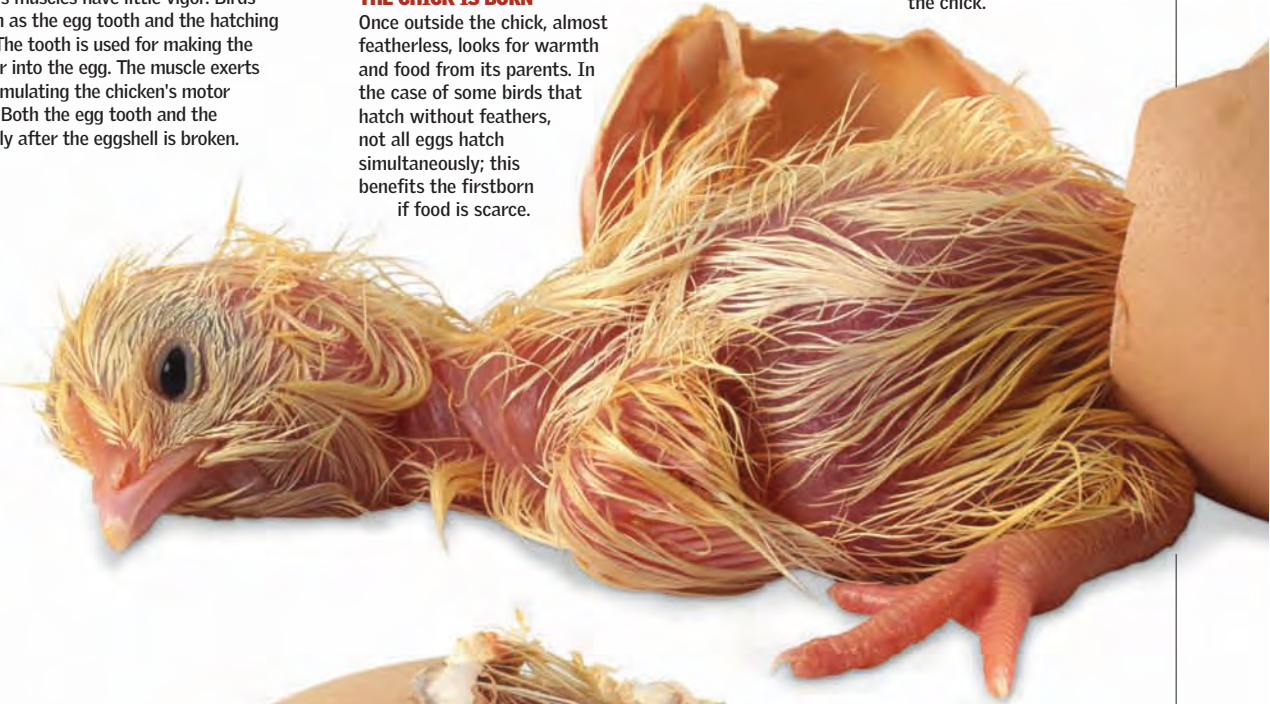 s muscles have little vigor. Birds
as the egg tooth and the hatching
The tooth is used for making the
r into the egg. The muscle exerts
mulating the chicken's motor
Both the egg tooth and the
ly after the eggshell is broken.
THE CHICK IS BORN
Once outside the chick, almost
featherless, looks for warmth
and food from its parents. In
the case of some birds that
hatch without feathers,
not all eggs hatch
simultaneously; this
benefits the firstborn
if food is scarce.
the chick.